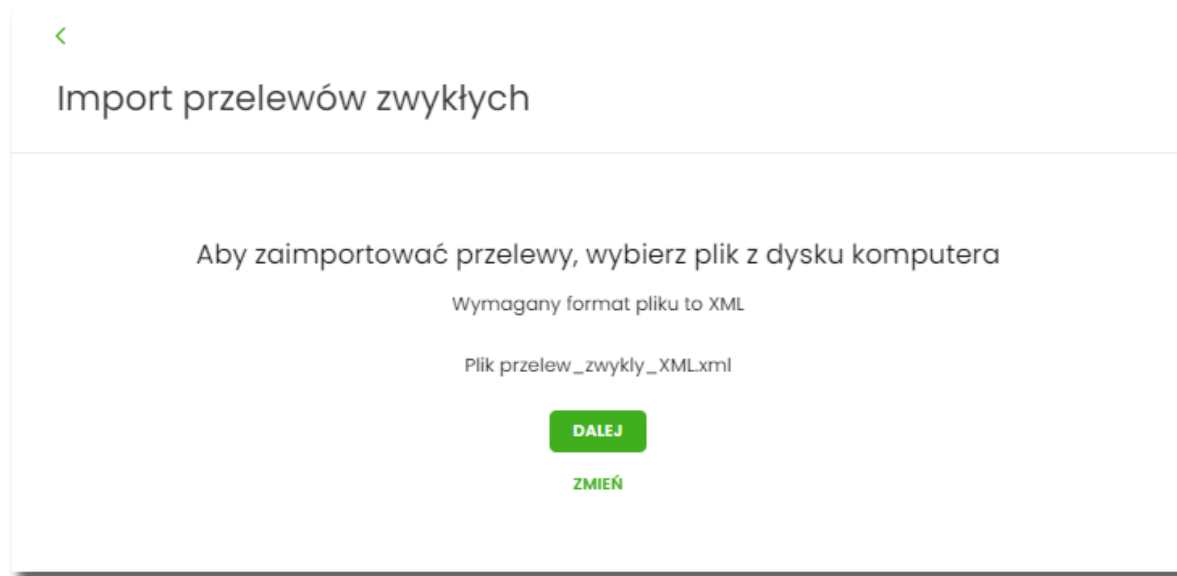 Import przelewów zwykłych
Aby zaimportować przelewy, wybierz plik z dysku komputera
Wymagany format pliku to XML
Plik przelew_zwykly_XML.xml
DALEJ
ZMIEŃ